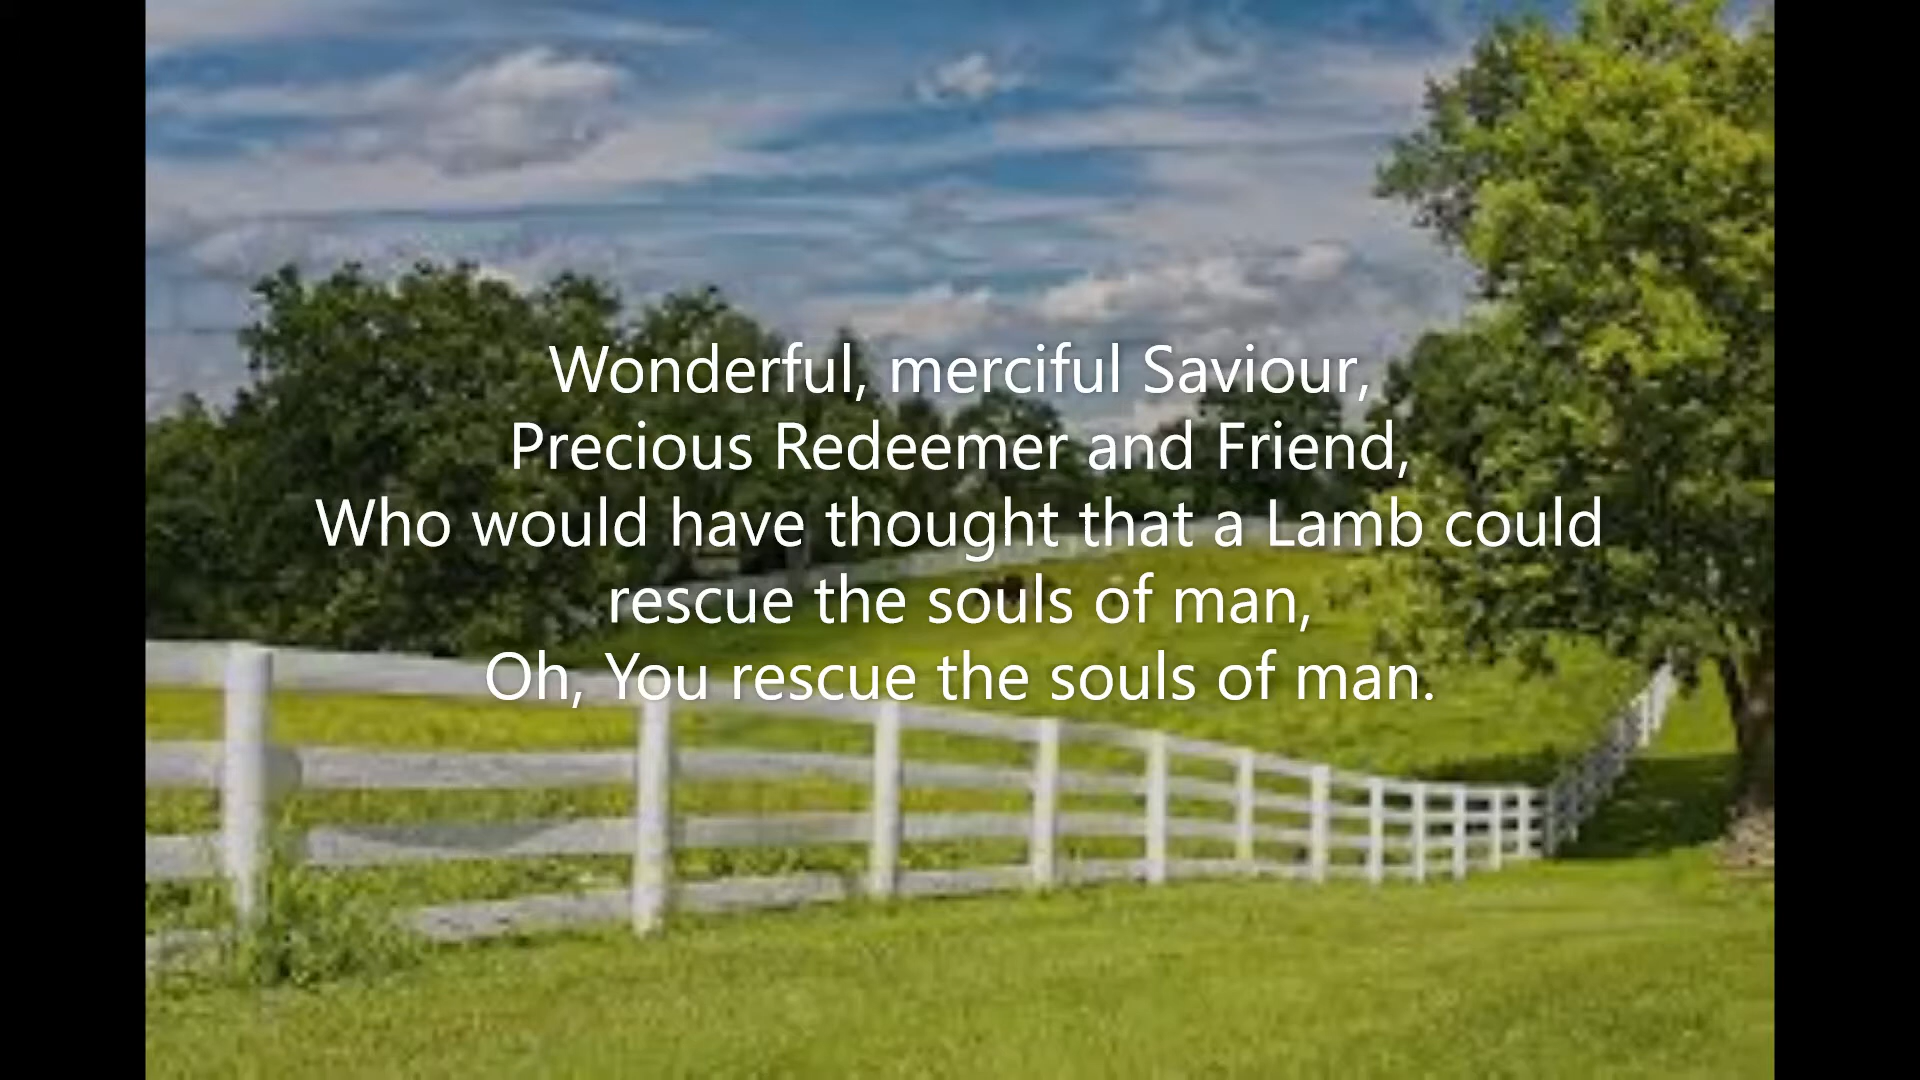 Wonderful, merciful Saviour,
Precious Redeemer and Friend,
Who would have thought that a Lamb could
rescue the souls of man,
Oh, You rescue the souls of man.